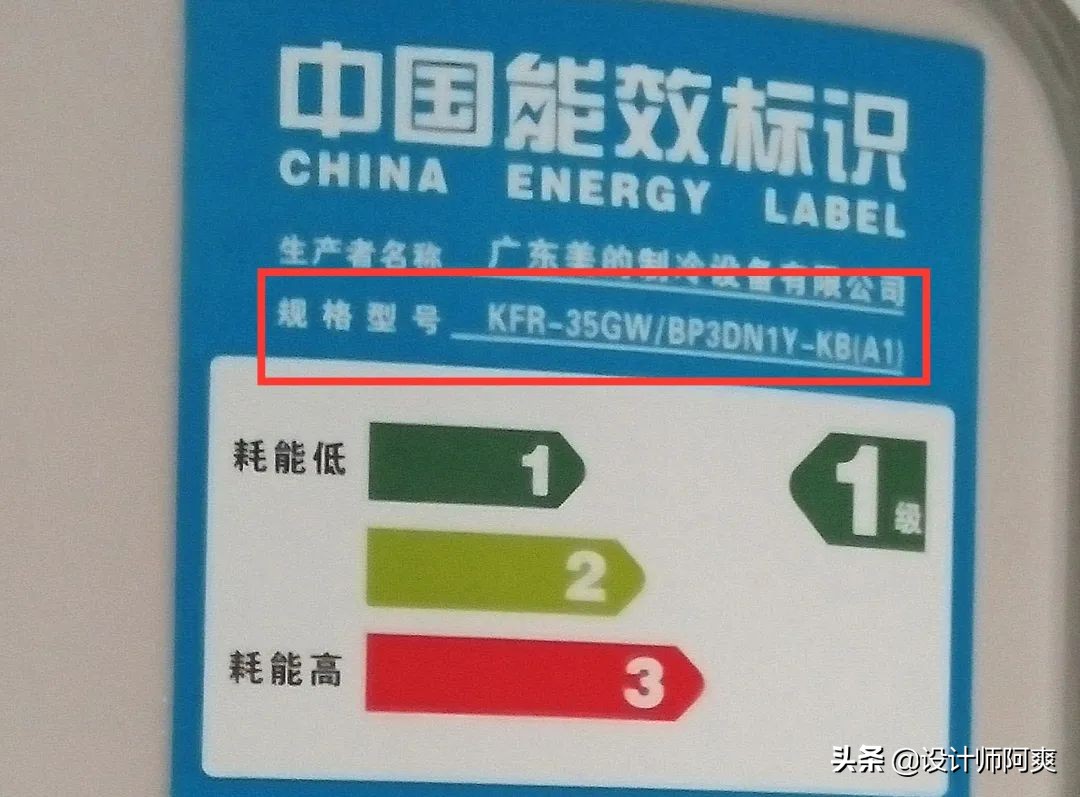 中国能效标识
CHINA ENERGY LABEL
生产者名称 广东美的制冷设备有限公司
规格型号 KFR-35GW/BP3DN1Y-KB(A1)
耗能低 1 1级
2
耗能高 3
头条 @设计师阿爽